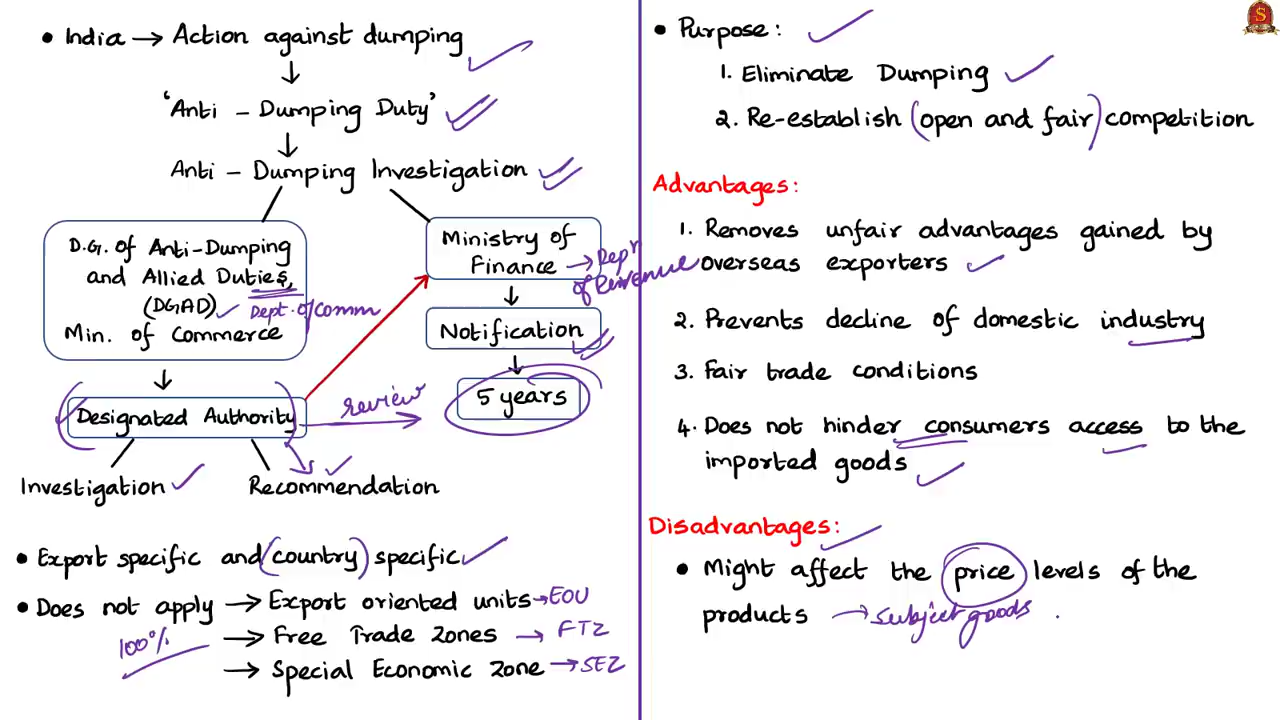 • India → Action against dumping
↓
'Anti - Dumping Duty'
↓
Anti - Dumping Investigation
D.G. of Anti-Dumping
and Allied Duties,
(DGAD) Dept. of comm
Min. of Commerce
↓
Designated Authority
Investigation
Recommendation
review
Ministry of
Finance → Dept
of Revenue
↓
Notification
↓
5 years
• Export specific and (country) specific
• Does not apply → Export oriented units → EOU
100% → Free Trade Zones → FTZ
→ Special Economic Zone → SEZ
• Purpose:
1. Eliminate Dumping
2. Re-establish (open and fair) competition
Advantages:
1. Removes unfair advantages gained by
overseas exporters
2. Prevents decline of domestic industry
3. Fair trade conditions
4. Does not hinder consumers access to the
imported goods
Disadvantages:
• Might affect the price levels of the
products → subject goods
S